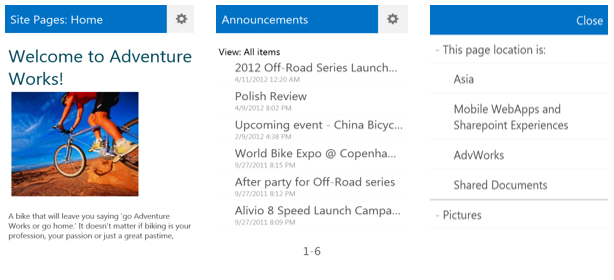 Site Pages: Home
Welcome to Adventure
Works!
A bike that will leave you saying 'go Adventure
Works or go home.' It doesn't matter if biking is your
profession, your passion or just a great pastime,
Announcements
View: All items
2012 Off-Road Series Launch...
4/11/2012 12:20 AM
Polish Review
4/9/2012 8:02 PM
Upcoming event - China Bicyc...
2/9/2012 4:38 PM
World Bike Expo @ Copenha...
9/27/2011 8:15 PM
After party for Off-Road series
9/27/2011 8:12 PM
Alivio 8 Speed Launch Campa...
9/27/2011 8:09 PM
1-6
Close
- This page location is:
Asia
Mobile WebApps and
Sharepoint Experiences
AdvWorks
Shared Documents
- Pictures